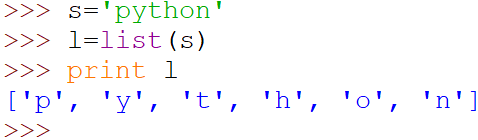 >>> s='python'
>>> l=list(s)
>>> print l
['p', 'y', 't', 'h', 'o', 'n']
>>>